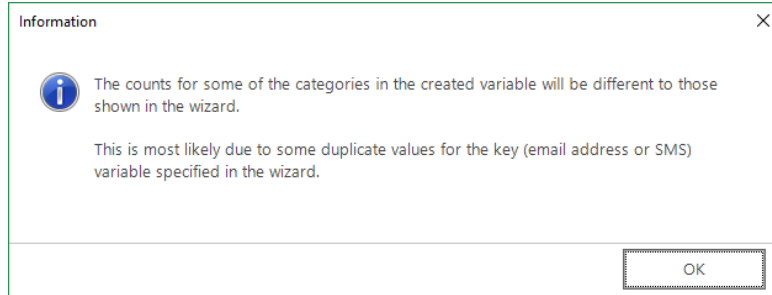 Information
The counts for some of the categories in the created variable will be different to those
shown in the wizard.
This is most likely due to some duplicate values for the key (email address or SMS)
variable specified in the wizard.
OK